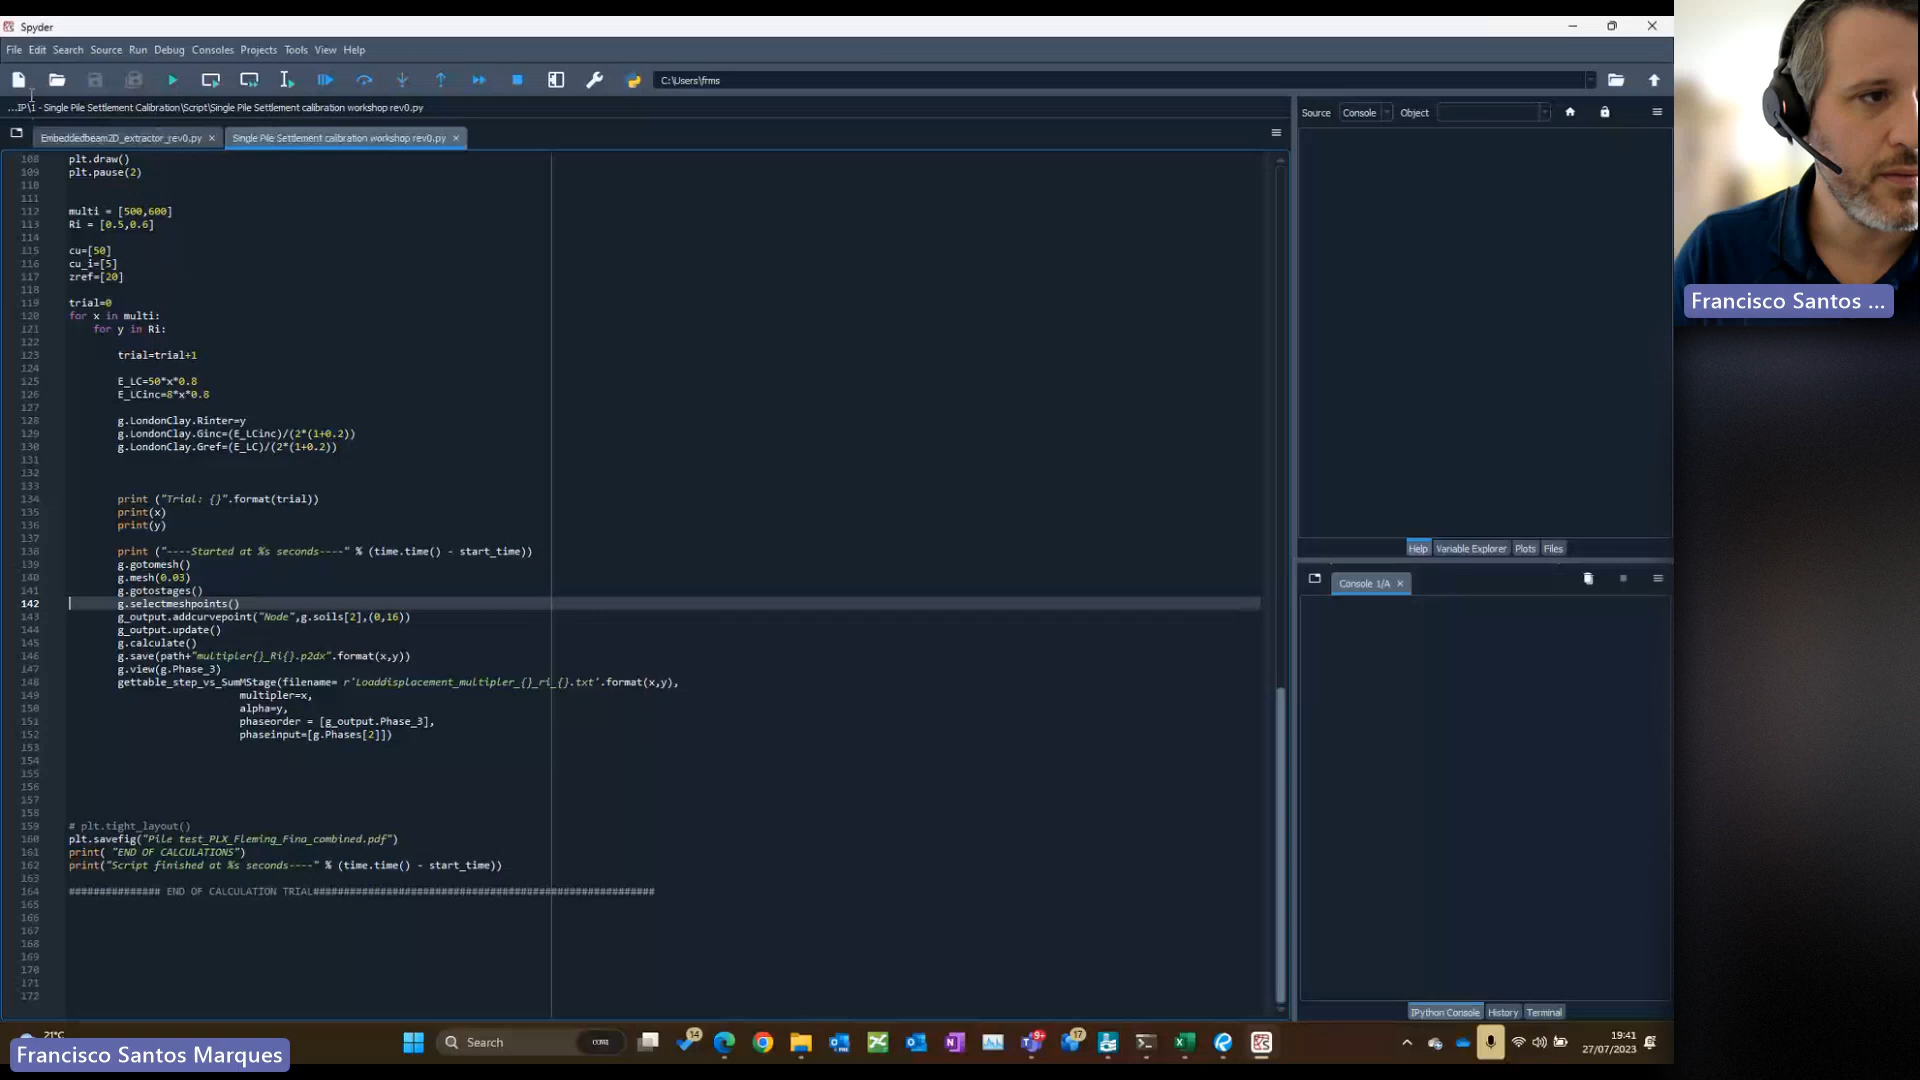 Spyder
File Edit Search Source Run Debug Consoles Projects Tools View Help
C:\Users\frms
...IP\1 - Single Pile Settlement Calibration\Script\Single Pile Settlement calibration workshop rev0.py
Source Console Object
Embeddedbeam2D_extractor_rev0.py Single Pile Settlement calibration workshop rev0.py
108 plt.draw()
109 plt.pause(2)
110
111
112 multi = [500,600]
113 Ri = [0.5,0.6]
114
115 cu=[50]
116 cu_i=[5]
117 zref=[20]
118
119 trial=0
120 for x in multi:
121 for y in Ri:
122
123 trial=trial+1
124
125 E_LC=50*x*0.8
126 E_LCinc=8*x*0.8
127
128 g.LondonClay.Rinter=y
129 g.LondonClay.Ginc=(E_LCinc)/(2*(1+0.2))
130 g.LondonClay.Gref=(E_LC)/(2*(1+0.2))
131
132
133
134 print ("Trial: {}".format(trial))
135 print(x)
136 print(y)
137
138 print ("----Started at %s seconds----" % (time.time() - start_time))
139 g.gotomesh()
140 g.mesh(0.03)
141 g.gotostages()
142 g.selectmeshpoints()
143 g_output.addcurvepoint("Node",g.soils[2],(0,16))
144 g_output.update()
145 g.calculate()
146 g.save(path+"multipler{}_Ri{}.p2dx".format(x,y))
147 g.view(g.Phase_3)
148 gettable_step_vs_SumMStage(filename= r'Loaddisplacement_multipler_{}_ri_{}.txt'.format(x,y),
149 multipler=x,
150 alpha=y,
151 phaseorder = [g_output.Phase_3],
152 phaseinput=[g.Phases[2]])
153
154
155
156
157
158
159 # plt.tight_layout()
160 plt.savefig("Pile test_PLX_Fleming_Fina_combined.pdf")
161 print( "END OF CALCULATIONS")
162 print("Script finished at %s seconds----" % (time.time() - start_time))
163
164 ############### END OF CALCULATION TRIAL########################################################
165
166
167
168
169
170
171
172
Help Variable Explorer Plots Files
Console 1/A
IPython Console History Terminal
Francisco Santos ...
21°C
Search
14
9+
17
19:41
27/07/2023
Francisco Santos Marques